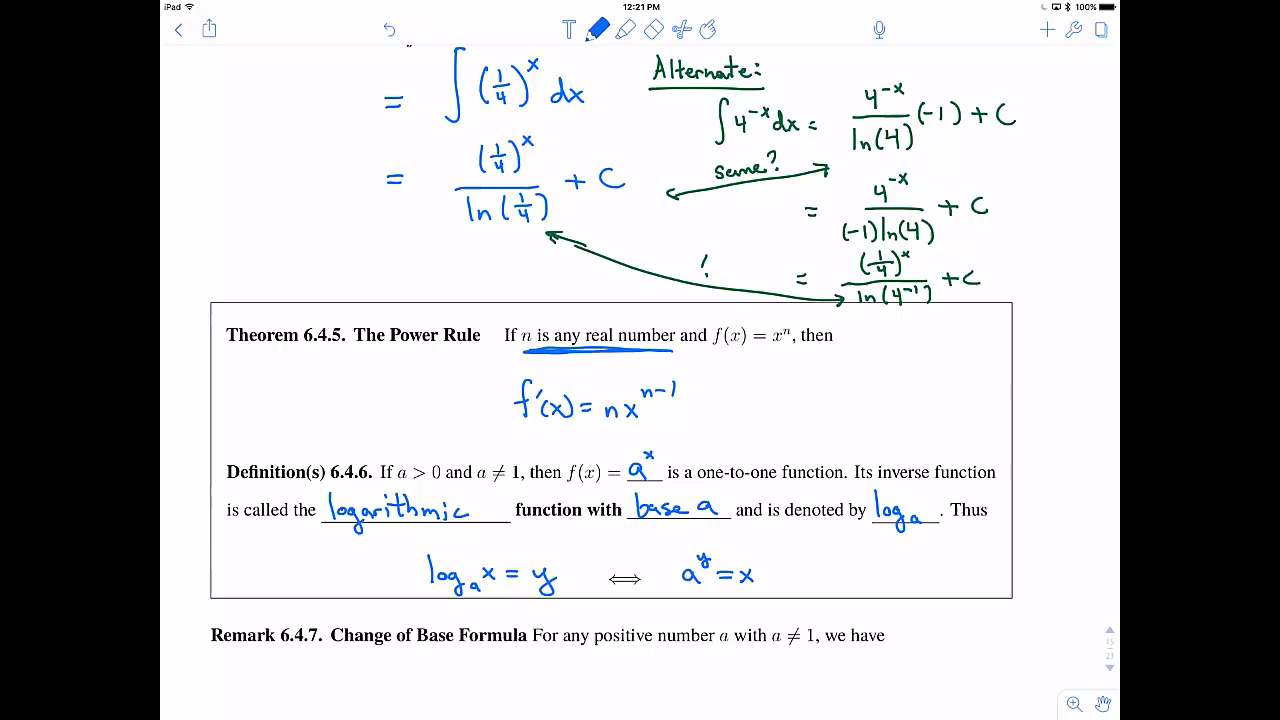 iPad 12:21 PM 100%
T
= ∫ (1/4)^x dx
= (1/4)^x / ln(1/4) + C
Alternate:
∫ 4^-x dx = 4^-x / ln(4) (-1) + C
same?
= 4^-x / (-1)ln(4) + C
!
= (1/4)^x / ln(4^-1) + C
Theorem 6.4.5. The Power Rule If n is any real number and f(x) = x^n, then
f'(x) = nx^n-1
Definition(s) 6.4.6. If a > 0 and a ≠ 1, then f(x) = a^x is a one-to-one function. Its inverse function
is called the logarithmic function with base a and is denoted by log_a. Thus
log_a x = y ⟺ a^y = x
Remark 6.4.7. Change of Base Formula For any positive number a with a ≠ 1, we have
15
23